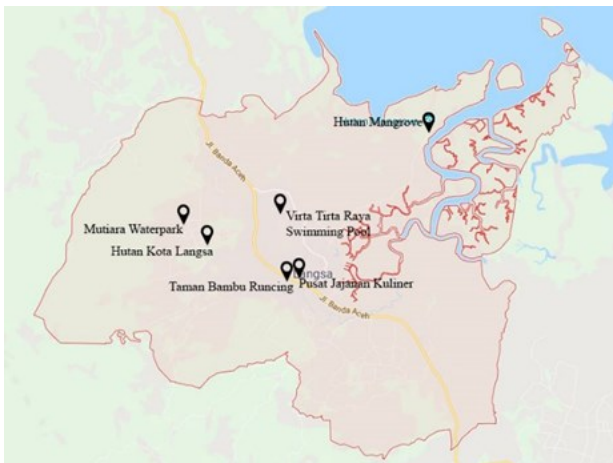 Hutan Mangrove
Jl. Banda Aceh
Mutiara Waterpark
Virta Tirta Raya
Swimming Pool
Hutan Kota Langsa
Langsa
Taman Bambu Runcing
Pusat Jajanan Kuliner
Jl. Banda Aceh